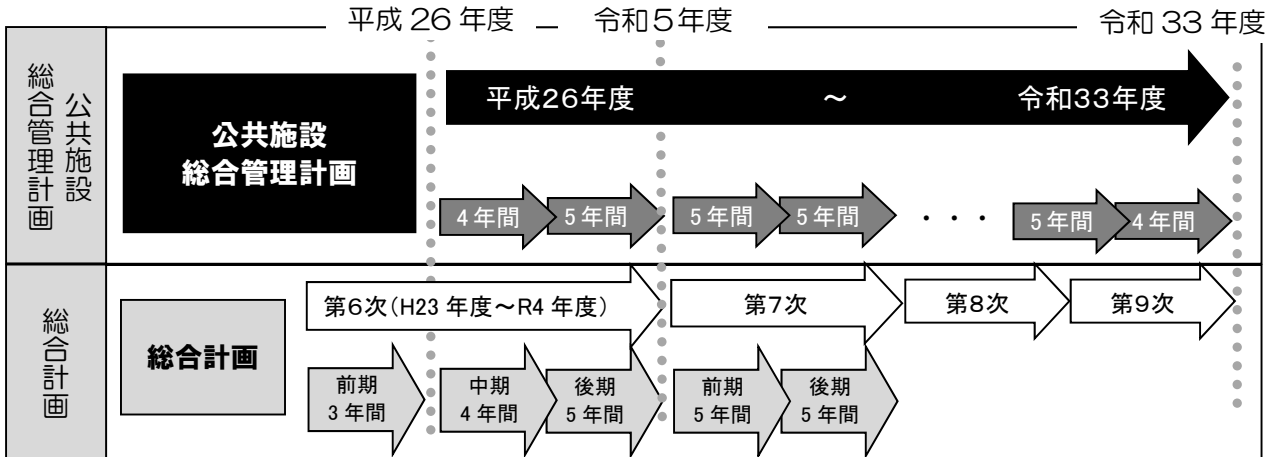 平成 26 年度
令和5年度
令和 33 年度
公共施設
総合管理計画
公共施設
総合管理計画
平成26年度 ～ 令和33年度
4 年間
5 年間
5 年間
5 年間
・・・
5 年間
4 年間
総合計画
総合計画
第6次（H23 年度～R4 年度）
第7次
第8次
第9次
前期
3 年間
中期
4 年間
後期
5 年間
前期
5 年間
後期
5 年間